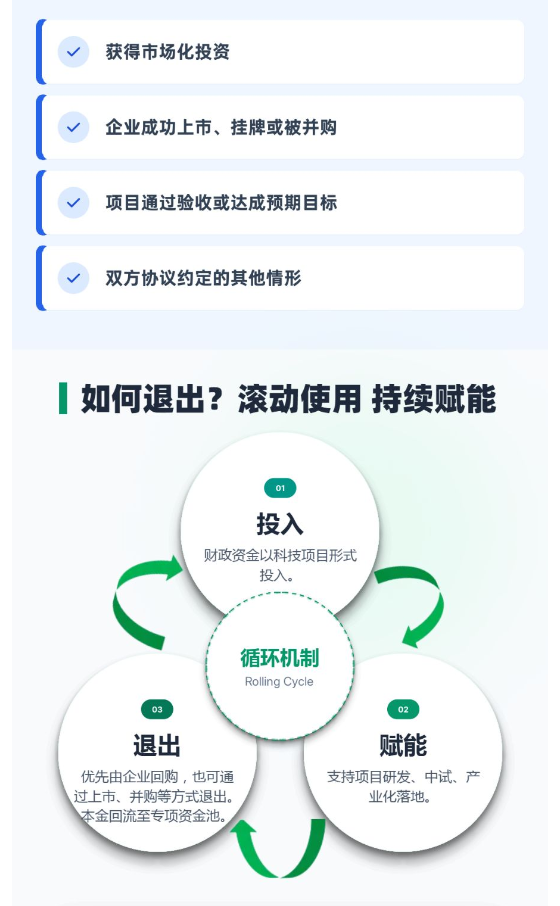 获得市场化投资
企业成功上市、挂牌或被并购
项目通过验收或达成预期目标
双方协议约定的其他情形
如何退出？滚动使用 持续赋能
01
投入
财政资金以科技项目形式
投入。
循环机制
Rolling Cycle
03
退出
优先由企业回购，也可通
过上市、并购等方式退出。
本金回流至专项资金池。
02
赋能
支持项目研发、中试、产
业化落地。